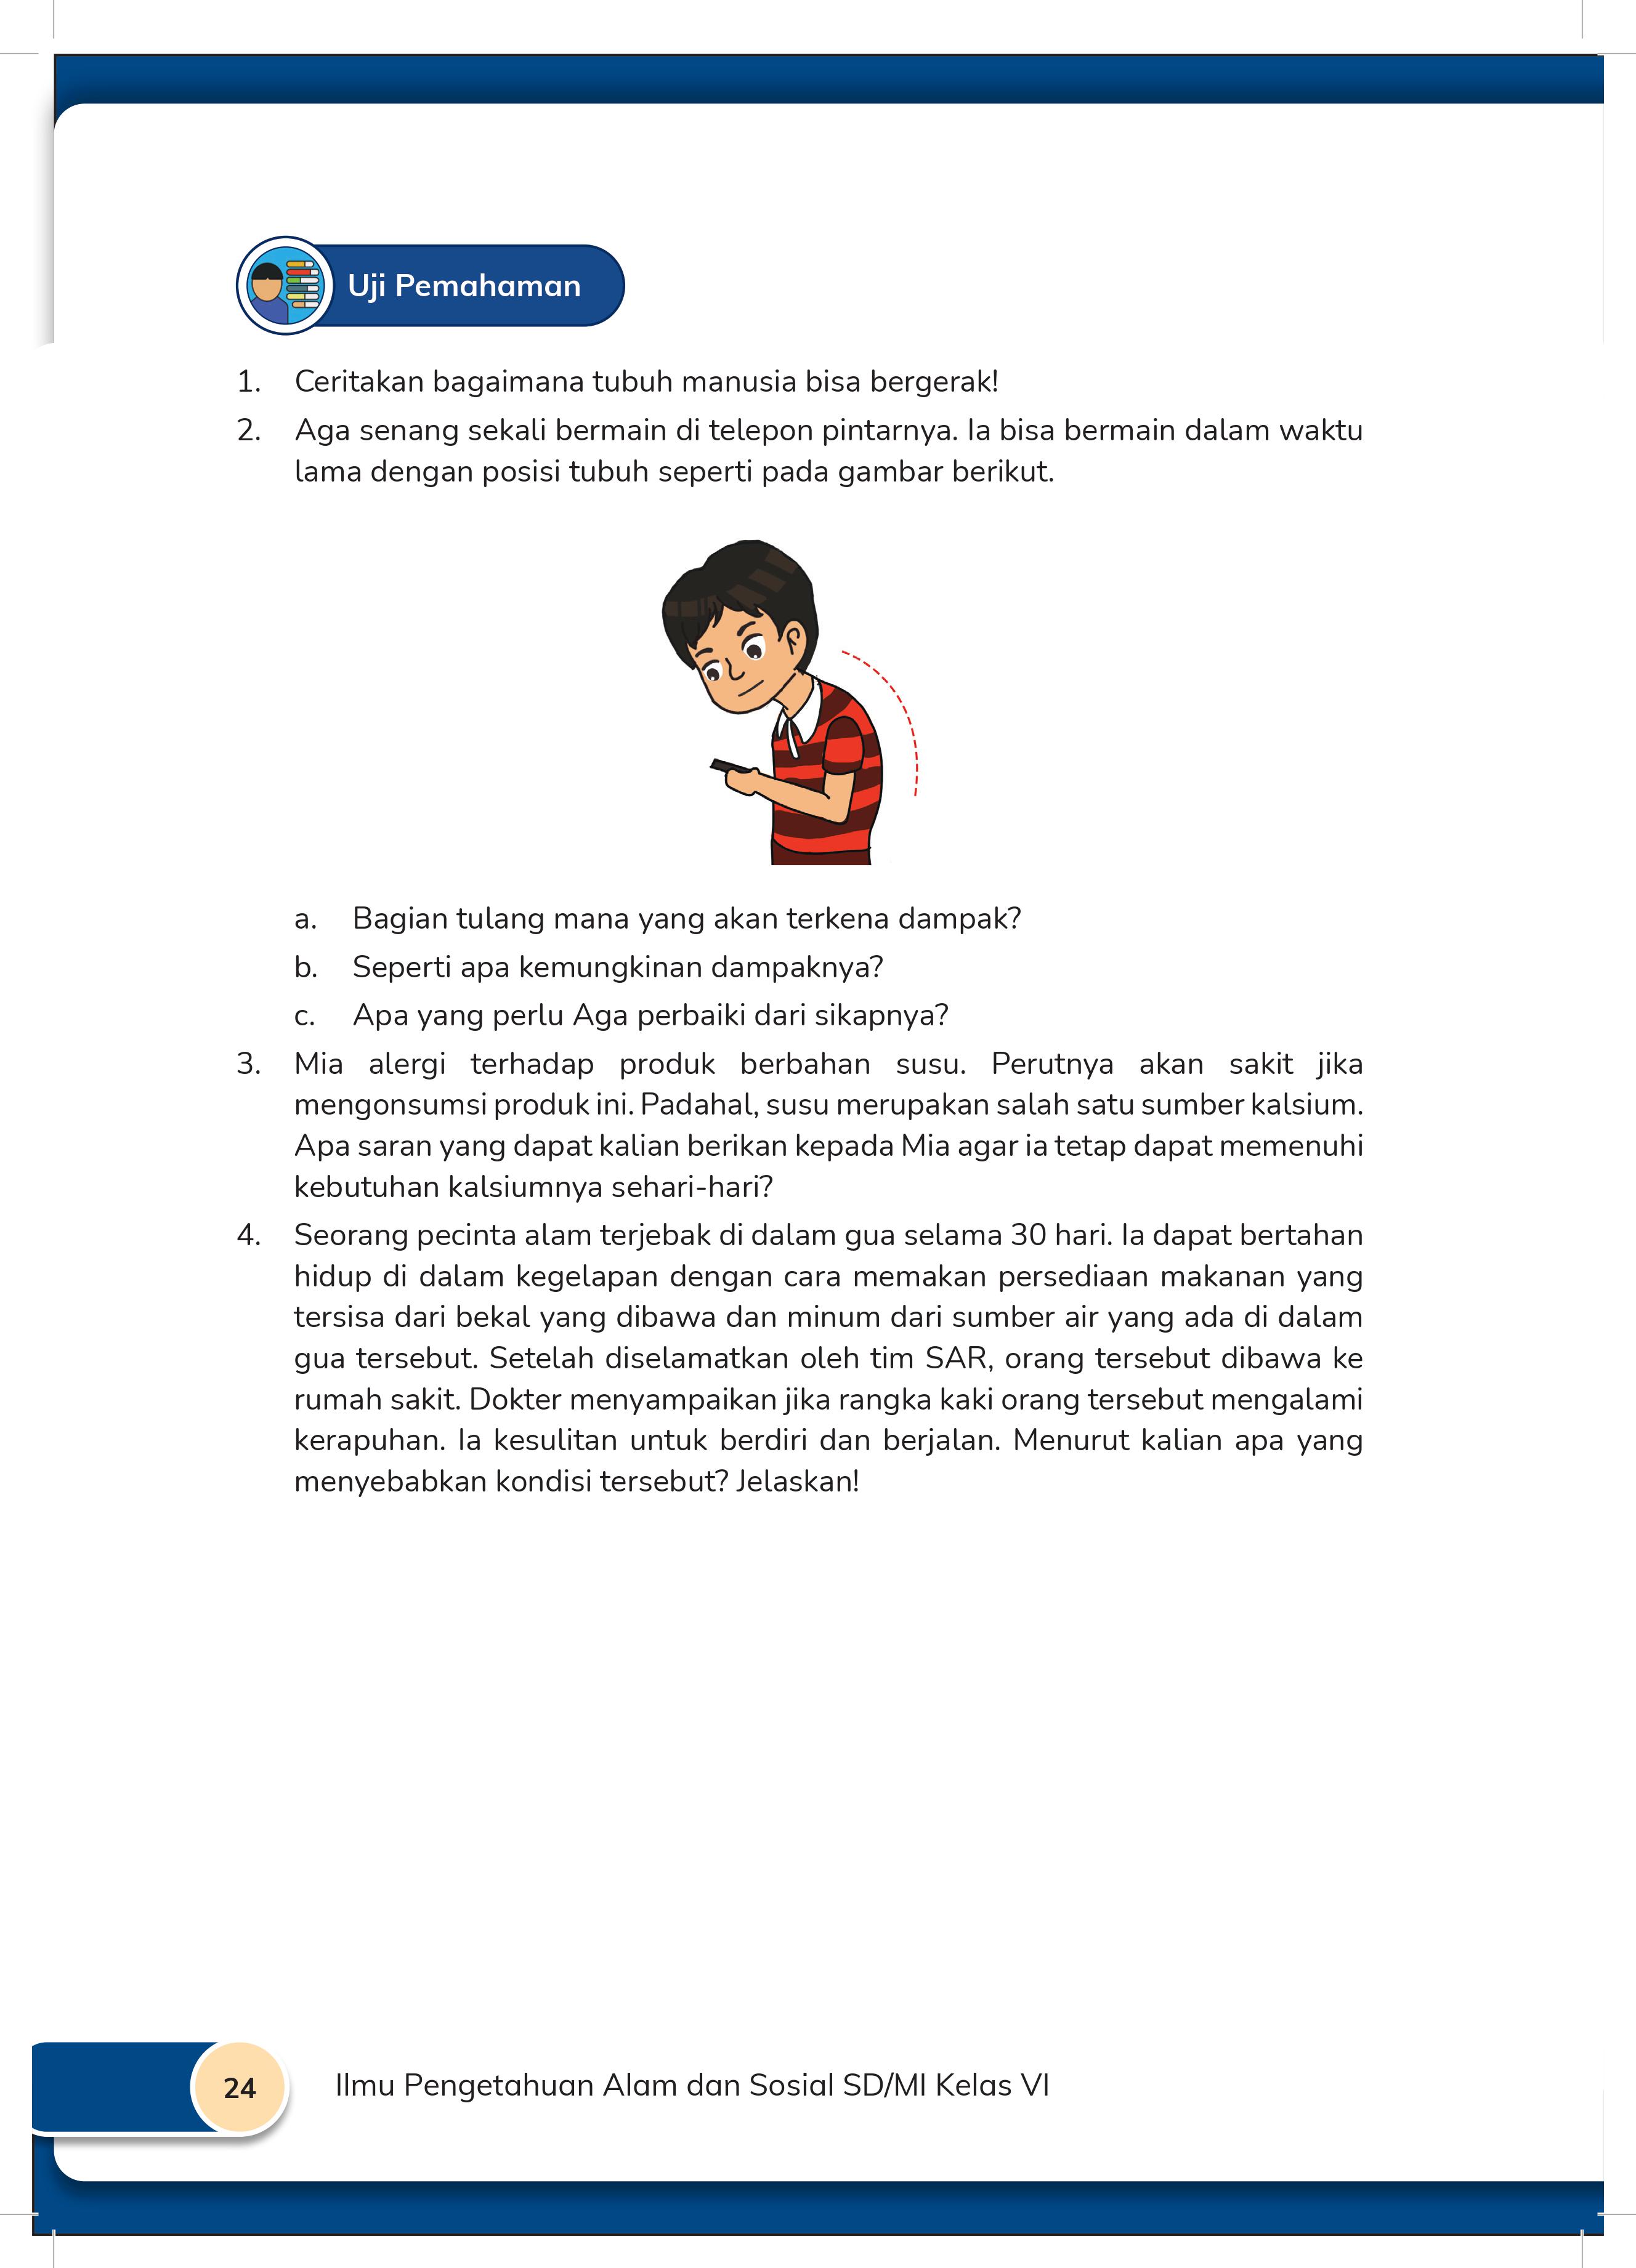 Uji Pemahaman
1. Ceritakan bagaimana tubuh manusia bisa bergerak!
2. Aga senang sekali bermain di telepon pintarnya. Ia bisa bermain dalam waktu
lama dengan posisi tubuh seperti pada gambar berikut.
a. Bagian tulang mana yang akan terkena dampak?
b. Seperti apa kemungkinan dampaknya?
c. Apa yang perlu Aga perbaiki dari sikapnya?
3. Mia alergi terhadap produk berbahan susu. Perutnya akan sakit jika
mengonsumsi produk ini. Padahal, susu merupakan salah satu sumber kalsium.
Apa saran yang dapat kalian berikan kepada Mia agar ia tetap dapat memenuhi
kebutuhan kalsiumnya sehari-hari?
4. Seorang pecinta alam terjebak di dalam gua selama 30 hari. Ia dapat bertahan
hidup di dalam kegelapan dengan cara memakan persediaan makanan yang
tersisa dari bekal yang dibawa dan minum dari sumber air yang ada di dalam
gua tersebut. Setelah diselamatkan oleh tim SAR, orang tersebut dibawa ke
rumah sakit. Dokter menyampaikan jika rangka kaki orang tersebut mengalami
kerapuhan. Ia kesulitan untuk berdiri dan berjalan. Menurut kalian apa yang
menyebabkan kondisi tersebut? Jelaskan!
24 Ilmu Pengetahuan Alam dan Sosial SD/MI Kelas VI